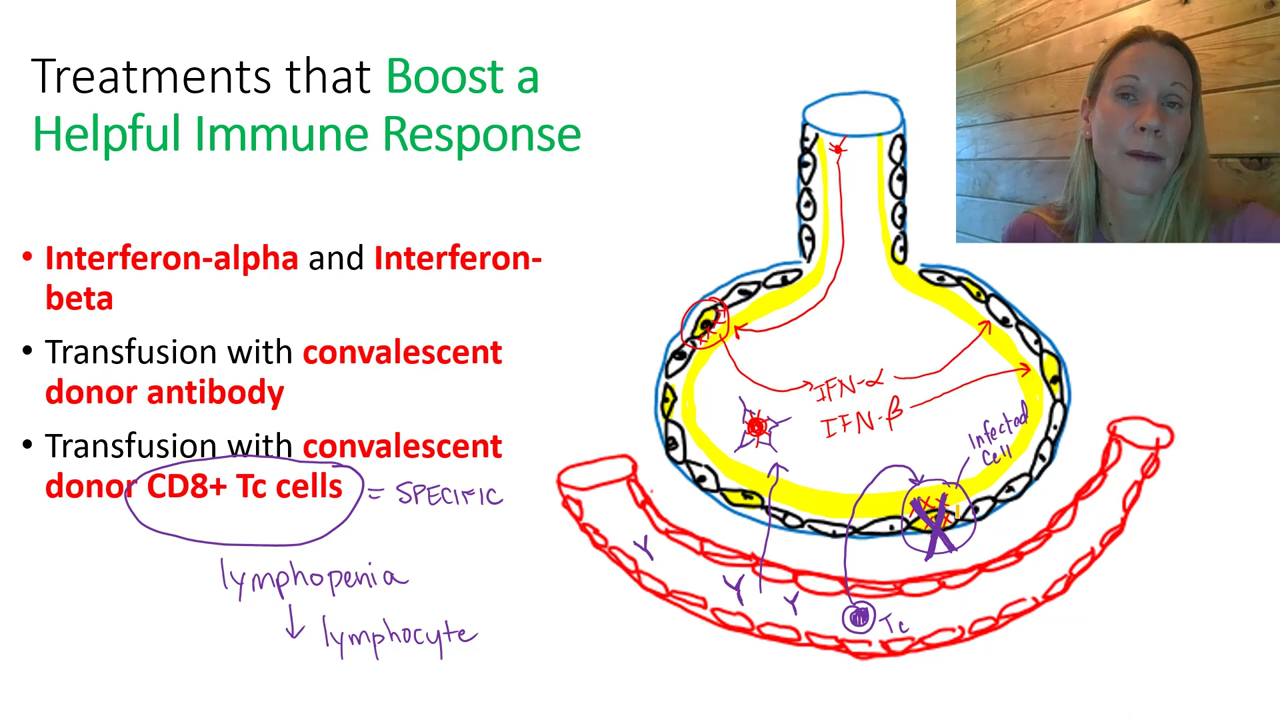 Treatments that Boost a
Helpful Immune Response
• Interferon-alpha and Interferon-
beta
• Transfusion with convalescent
donor antibody
• Transfusion with convalescent
donor CD8+ Tc cells
= SPECIFIC
lymphopenia
↓ lymphocyte
IFN-α
IFN-β
Infected
Cell
Tc